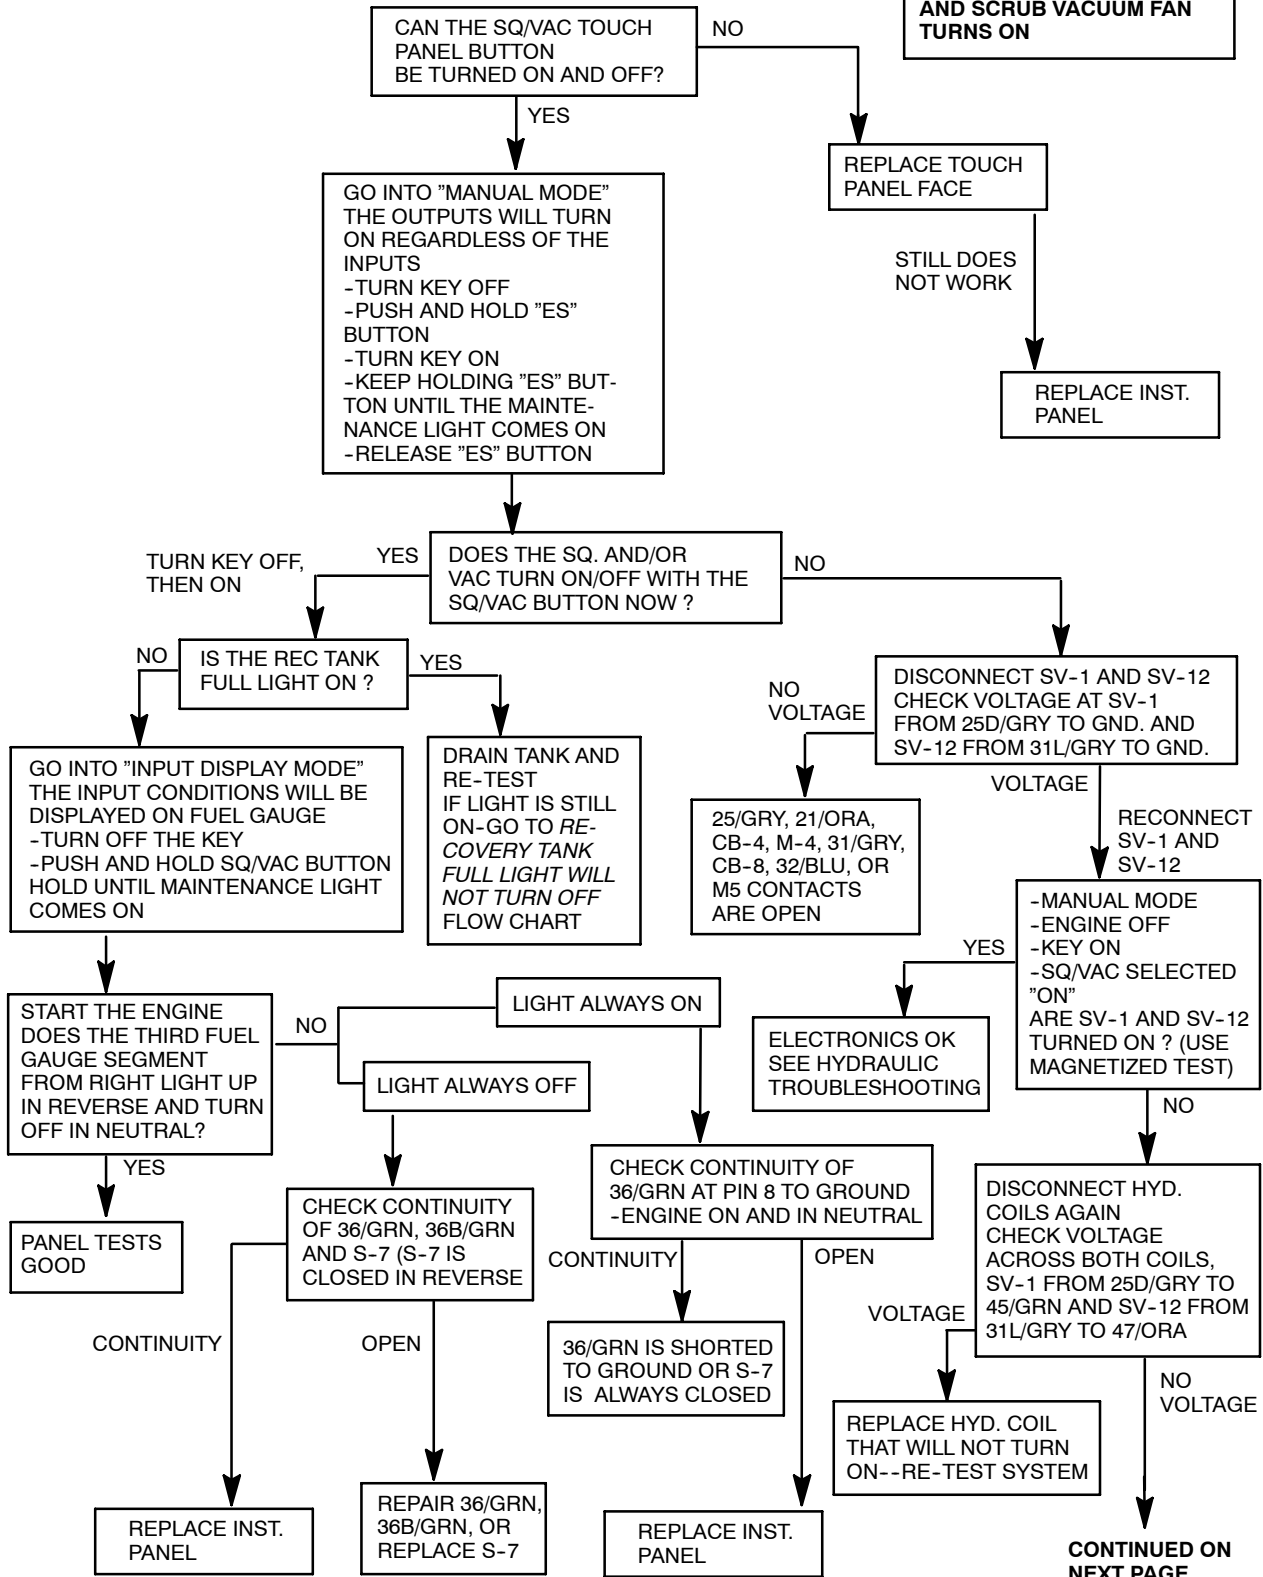 AND SCRUB VACUUM FAN
TURNS ON
CAN THE SQ/VAC TOUCH
PANEL BUTTON
BE TURNED ON AND OFF?
NO
YES
REPLACE TOUCH
PANEL FACE
STILL DOES
NOT WORK
REPLACE INST.
PANEL
GO INTO ”MANUAL MODE”
THE OUTPUTS WILL TURN
ON REGARDLESS OF THE
INPUTS
-TURN KEY OFF
-PUSH AND HOLD ”ES”
BUTTON
-TURN KEY ON
-KEEP HOLDING ”ES” BUT-
TON UNTIL THE MAINTE-
NANCE LIGHT COMES ON
-RELEASE ”ES” BUTTON
DOES THE SQ. AND/OR
VAC TURN ON/OFF WITH THE
SQ/VAC BUTTON NOW ?
YES
NO
TURN KEY OFF,
THEN ON
IS THE REC TANK
FULL LIGHT ON ?
NO
YES
DISCONNECT SV-1 AND SV-12
CHECK VOLTAGE AT SV-1
FROM 25D/GRY TO GND. AND
SV-12 FROM 31L/GRY TO GND.
NO
VOLTAGE
VOLTAGE
GO INTO ”INPUT DISPLAY MODE”
THE INPUT CONDITIONS WILL BE
DISPLAYED ON FUEL GAUGE
-TURN OFF THE KEY
-PUSH AND HOLD SQ/VAC BUTTON
HOLD UNTIL MAINTENANCE LIGHT
COMES ON
DRAIN TANK AND
RE-TEST
IF LIGHT IS STILL
ON-GO TO RE-
COVERY TANK
FULL LIGHT WILL
NOT TURN OFF
FLOW CHART
25/GRY, 21/ORA,
CB-4, M-4, 31/GRY,
CB-8, 32/BLU, OR
M5 CONTACTS
ARE OPEN
RECONNECT
SV-1 AND
SV-12
-MANUAL MODE
-ENGINE OFF
-KEY ON
-SQ/VAC SELECTED
”ON”
ARE SV-1 AND SV-12
TURNED ON ? (USE
MAGNETIZED TEST)
YES
NO
ELECTRONICS OK
SEE HYDRAULIC
TROUBLESHOOTING
START THE ENGINE
DOES THE THIRD FUEL
GAUGE SEGMENT
FROM RIGHT LIGHT UP
IN REVERSE AND TURN
OFF IN NEUTRAL?
NO
YES
LIGHT ALWAYS ON
LIGHT ALWAYS OFF
PANEL TESTS
GOOD
CHECK CONTINUITY
OF 36/GRN, 36B/GRN
AND S-7 (S-7 IS
CLOSED IN REVERSE
CONTINUITY
OPEN
CHECK CONTINUITY OF
36/GRN AT PIN 8 TO GROUND
-ENGINE ON AND IN NEUTRAL
CONTINUITY
OPEN
36/GRN IS SHORTED
TO GROUND OR S-7
IS ALWAYS CLOSED
DISCONNECT HYD.
COILS AGAIN
CHECK VOLTAGE
ACROSS BOTH COILS,
SV-1 FROM 25D/GRY TO
45/GRN AND SV-12 FROM
31L/GRY TO 47/ORA
VOLTAGE
NO
VOLTAGE
REPLACE HYD. COIL
THAT WILL NOT TURN
ON--RE-TEST SYSTEM
REPLACE INST.
PANEL
REPAIR 36/GRN,
36B/GRN, OR
REPLACE S-7
REPLACE INST.
PANEL
CONTINUED ON
NEXT PAGE